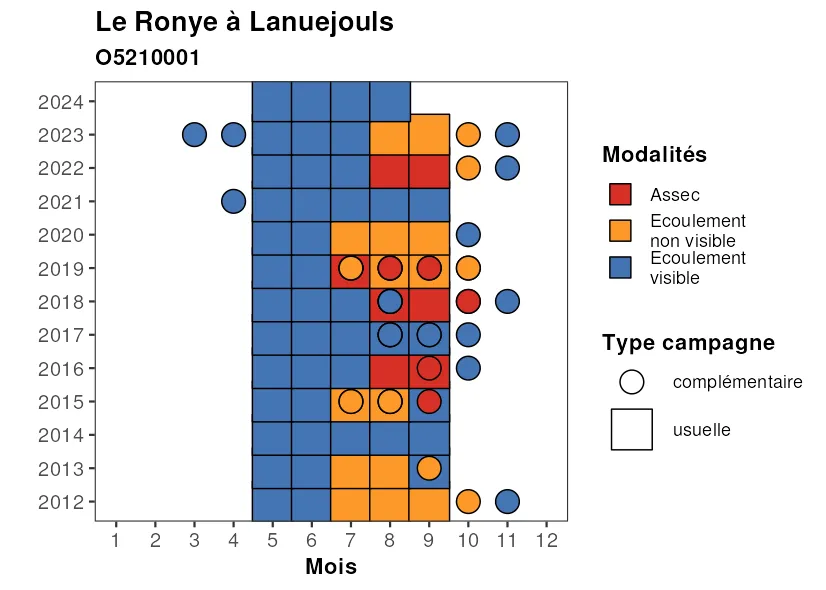 Le Ronye à Lanuejouls
O5210001
2024
2023
2022
2021
2020
2019
2018
2017
2016
2015
2014
2013
2012
1 2 3 4 5 6 7 8 9 10 11 12
Mois
Modalités
Assec
Ecoulement
non visible
Ecoulement
visible
Type campagne
complémentaire
usuelle